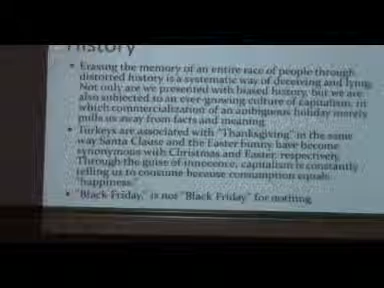 History
• Erasing the memory of an entire race of people through
distorted history is a systematic way of deceiving and lying.
Not only are we presented with biased history, but we are
also subjected to an ever-growing culture of capitalism, in
which commercialization of an ambiguous holiday merely
pulls us away from facts and meaning.
• Turkeys are associated with "Thanksgiving" in the same
way Santa Clause and the Easter bunny have become
synonymous with Christmas and Easter, respectively.
Through the guise of innocence, capitalism is constantly
telling us to consume because consumption equals
"happiness."
• "Black Friday," is not "Black Friday" for nothing